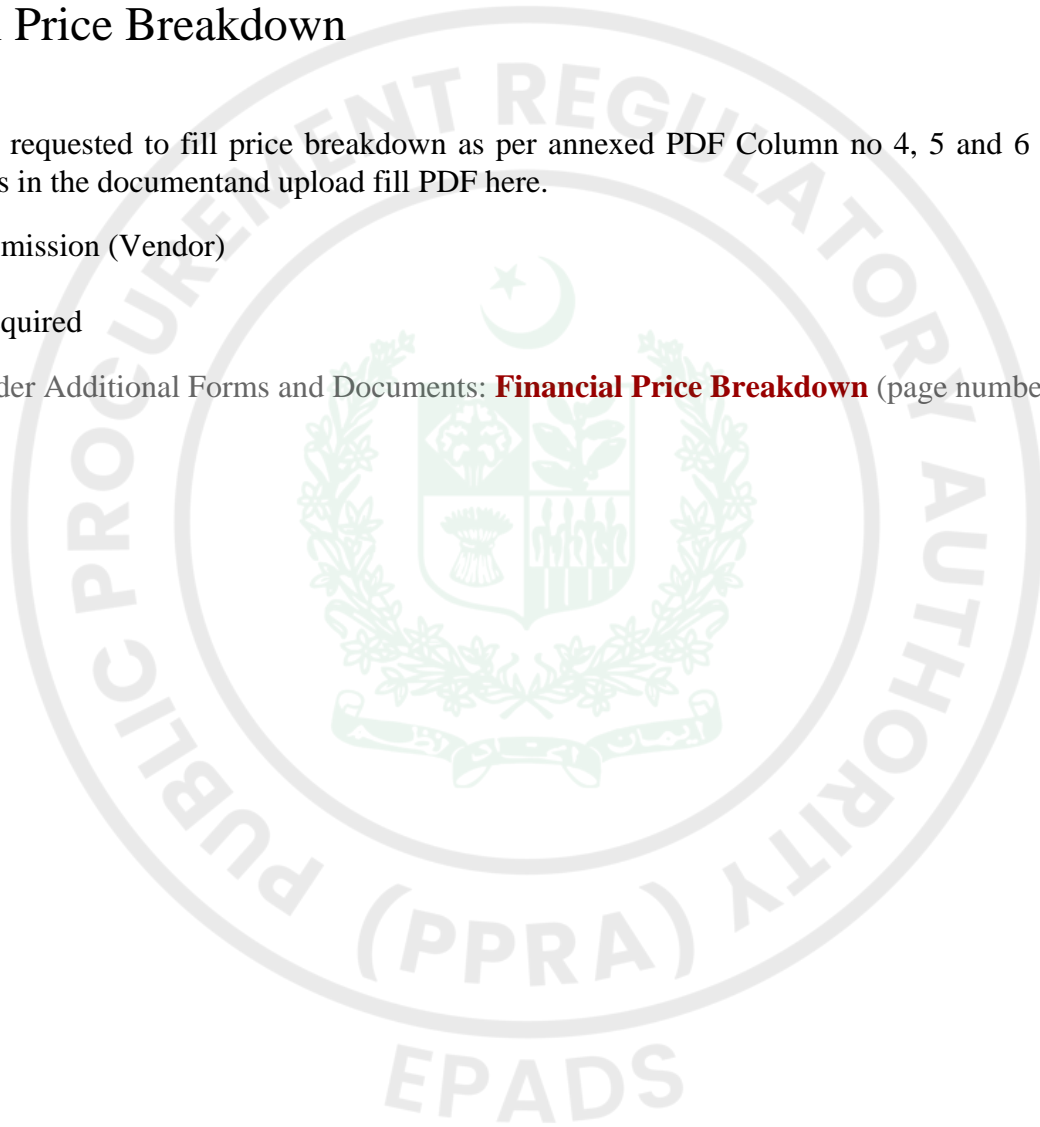 Price Breakdown
requested to fill price breakdown as per annexed PDF Column no 4, 5 and 6
in the documentand upload fill PDF here.
mission (Vendor)
quired
der Additional Forms and Documents: Financial Price Breakdown (page numbe
PUBLIC PROCUREMENT REGULATORY AUTHORITY
(PPRA)
EPADS